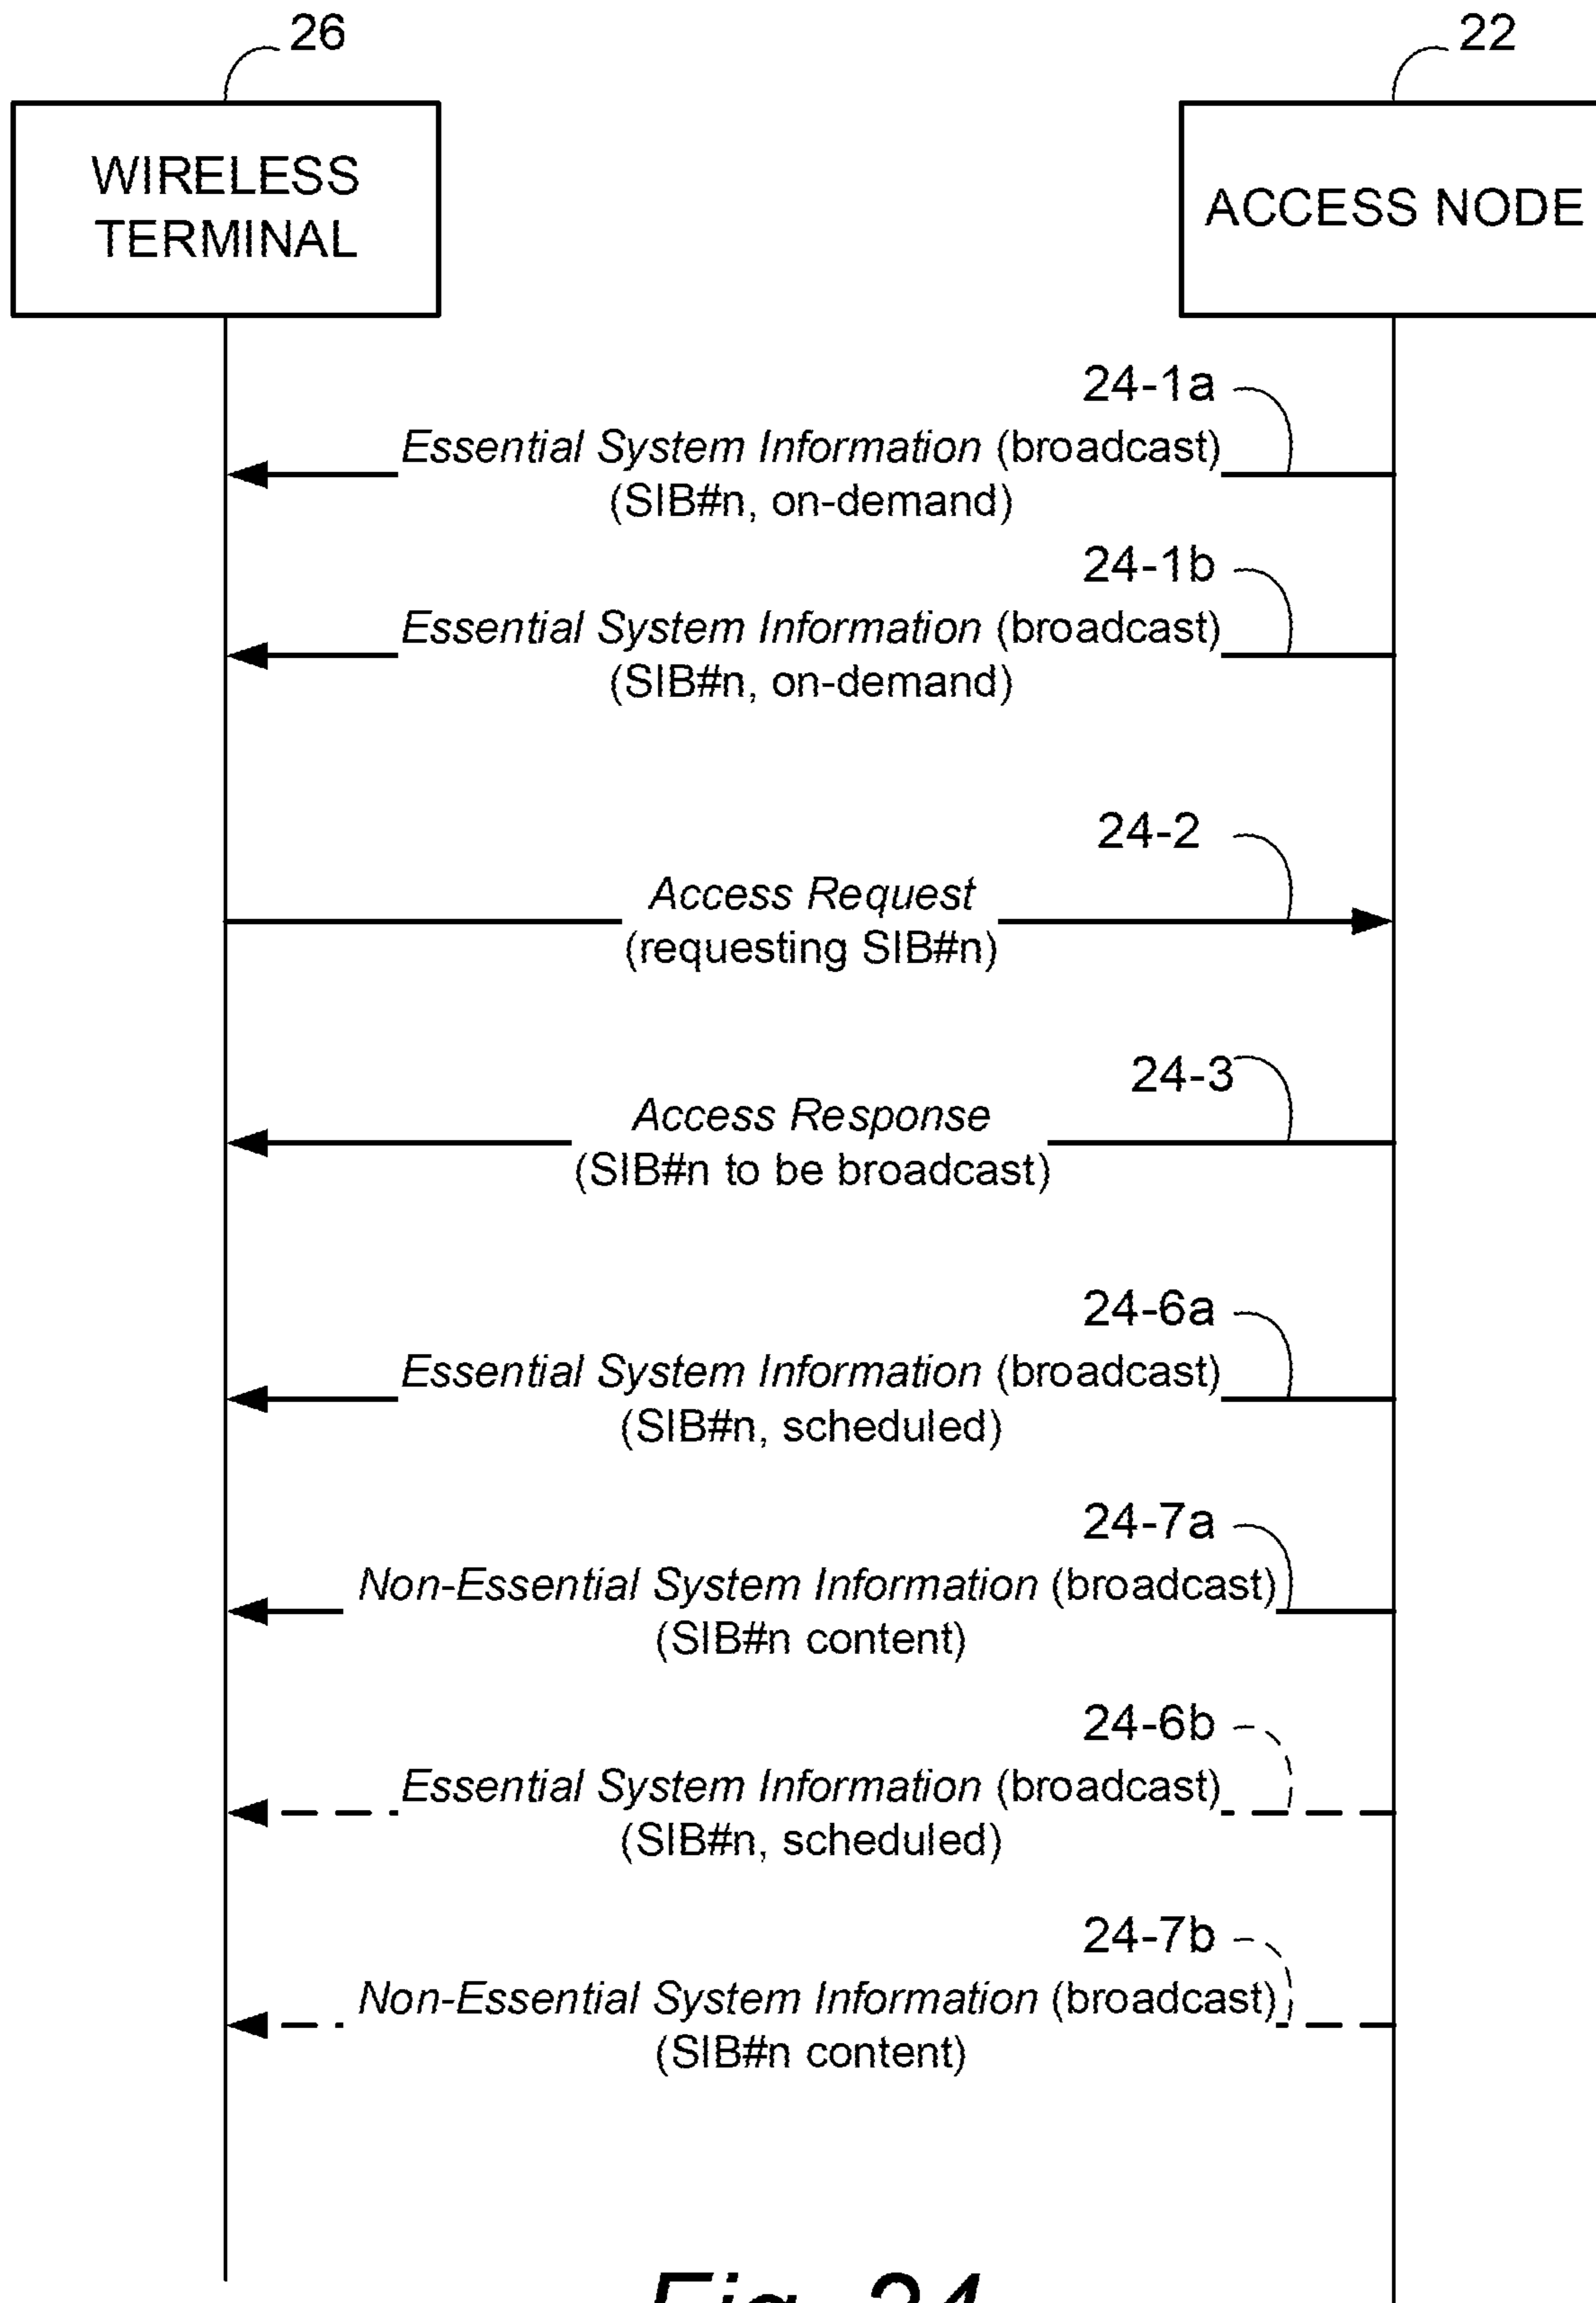 26
22
WIRELESS
TERMINAL
ACCESS NODE
24-1a
Essential System Information (broadcast)
(SIB#n, on-demand)
24-1b
Essential System Information (broadcast)
(SIB#n, on-demand)
24-2
Access Request
(requesting SIB#n)
24-3
Access Response
(SIB#n to be broadcast)
24-6a
Essential System Information (broadcast)
(SIB#n, scheduled)
24-7a
Non-Essential System Information (broadcast)
(SIB#n content)
24-6b
Essential System Information (broadcast)
(SIB#n, scheduled)
24-7b
Non-Essential System Information (broadcast)
(SIB#n content)
Fig. 24